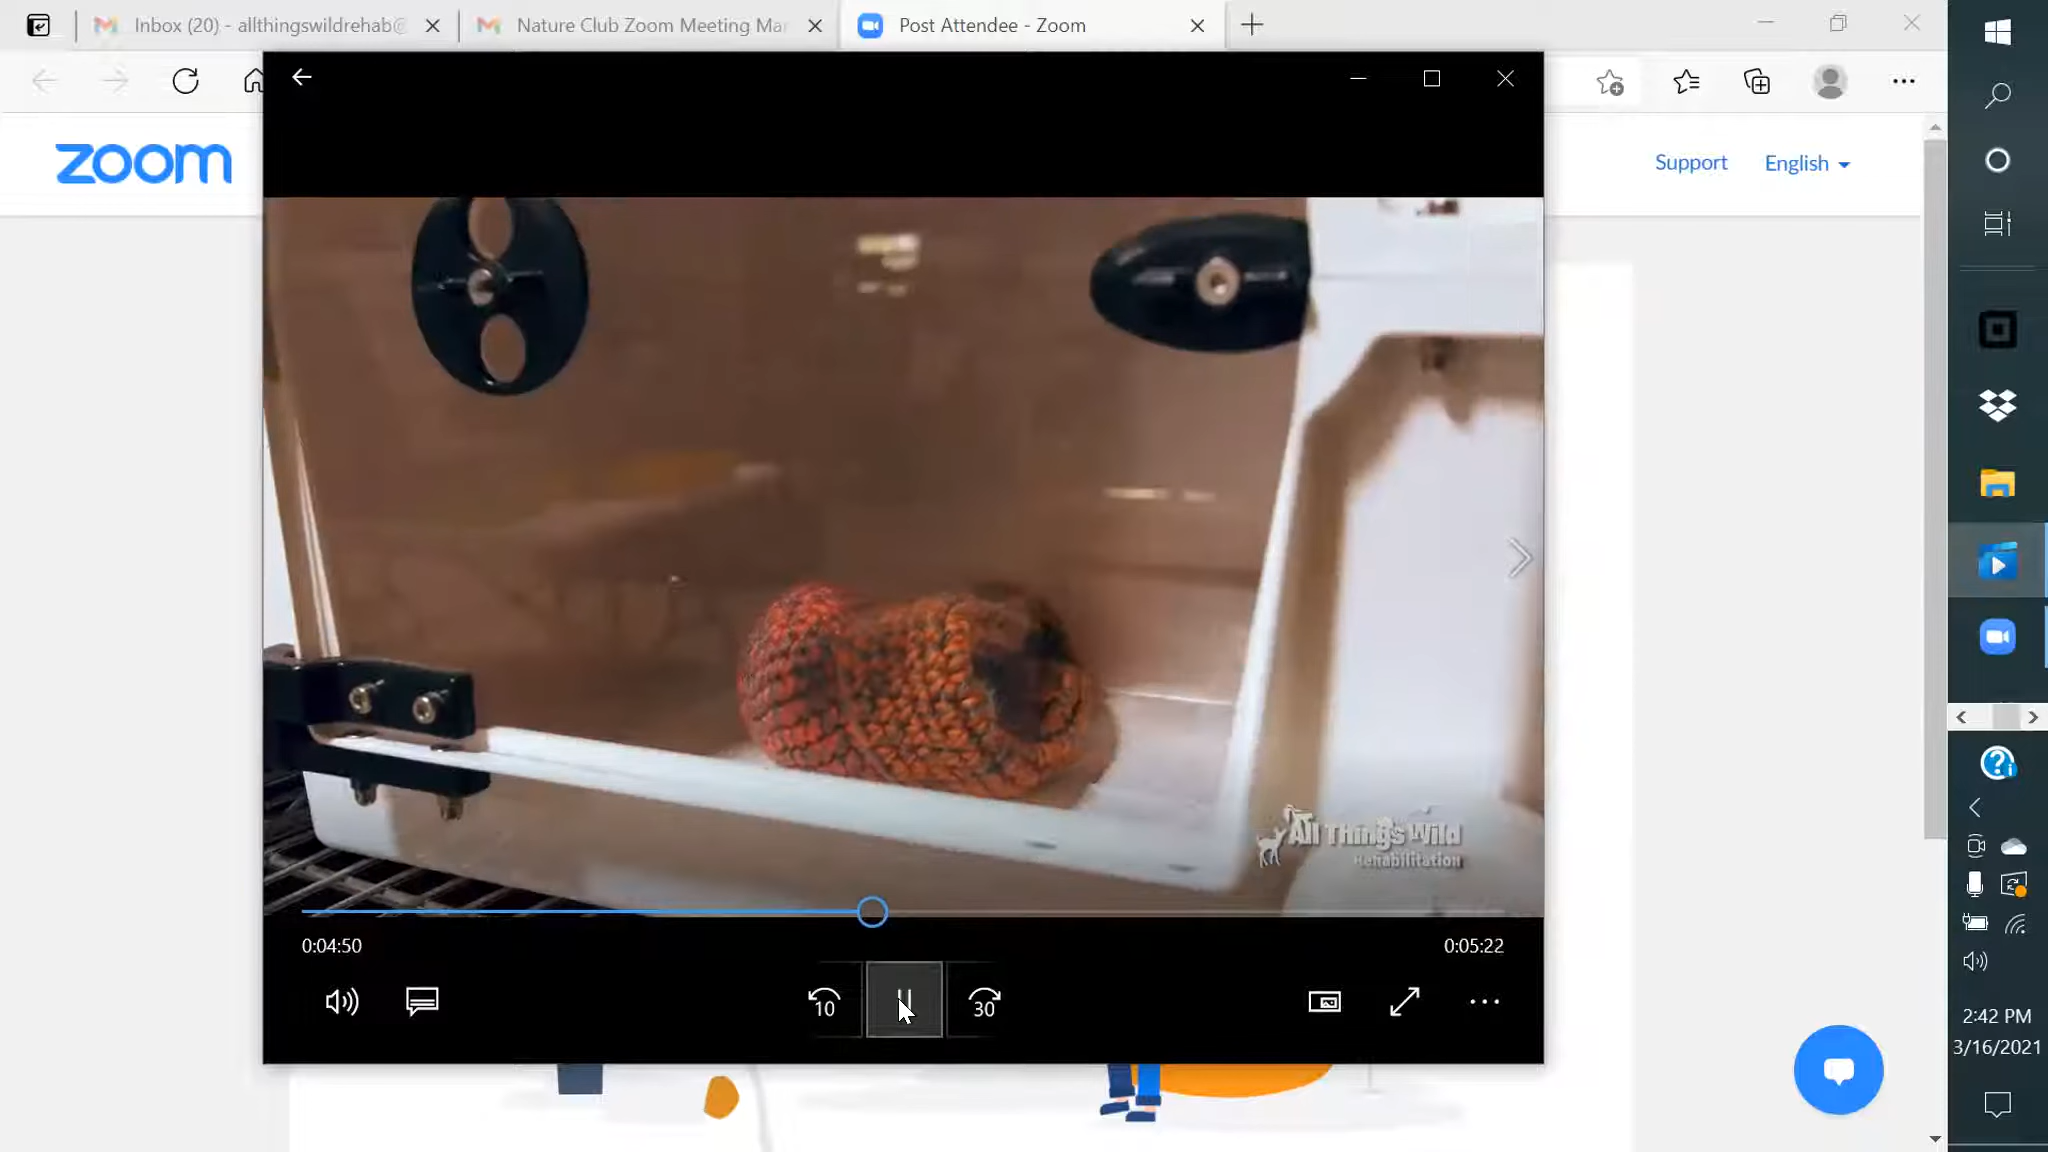 Inbox (20) - allthingswildrehab@
Nature Club Zoom Meeting Mar
Post Attendee - Zoom
zoom
Support
English
All Things Wild
Rehabilitation
0:04:50
0:05:22
10
30
2:42 PM
3/16/2021